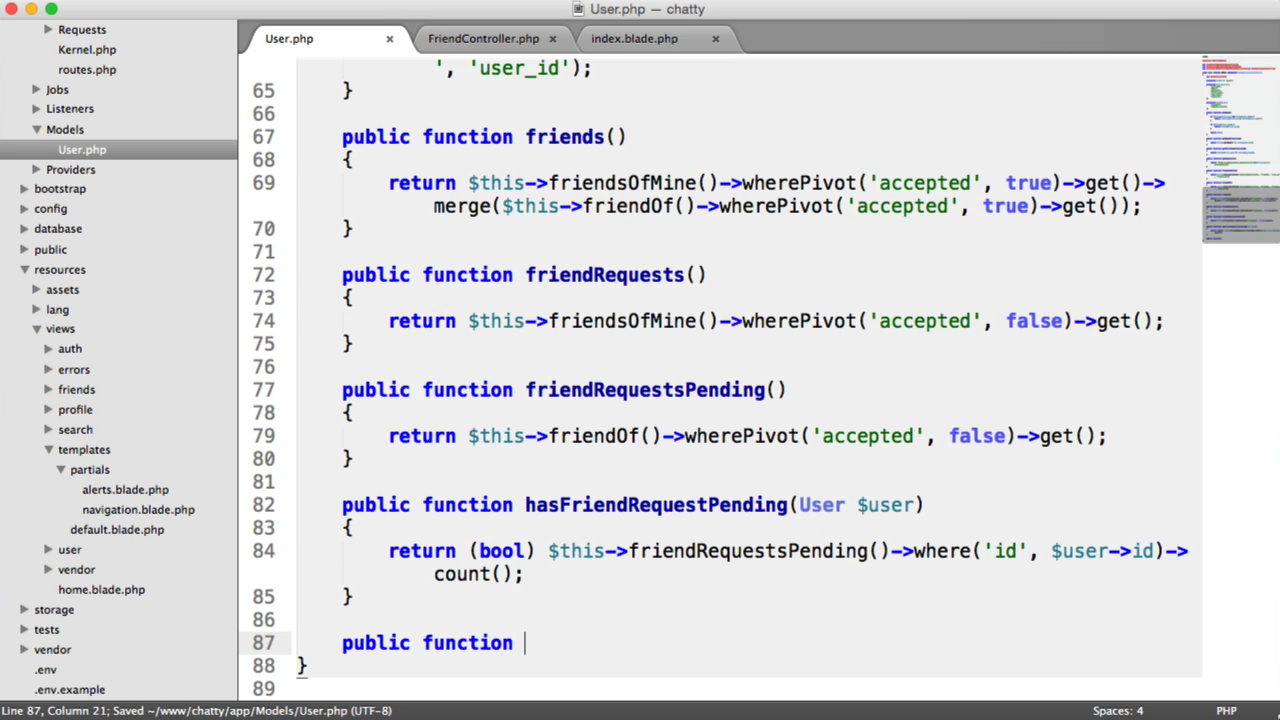 User.php — chatty
Requests
Kernel.php
routes.php
Jobs
Listeners
Models
User.php
Providers
bootstrap
config
database
public
resources
assets
lang
views
auth
errors
friends
profile
search
templates
partials
alerts.blade.php
navigation.blade.php
default.blade.php
user
vendor
home.blade.php
storage
tests
vendor
.env
.env.example
User.php × FriendController.php × index.blade.php ×
', 'user_id');
65 }
66
67 public function friends()
68 {
69 return $this->friendsOfMine()->wherePivot('accepted', true)->get()->
merge($this->friendOf()->wherePivot('accepted', true)->get());
70 }
71
72 public function friendRequests()
73 {
74 return $this->friendsOfMine()->wherePivot('accepted', false)->get();
75 }
76
77 public function friendRequestsPending()
78 {
79 return $this->friendOf()->wherePivot('accepted', false)->get();
80 }
81
82 public function hasFriendRequestPending(User $user)
83 {
84 return (bool) $this->friendRequestsPending()->where('id', $user->id)->
count();
85 }
86
87 public function
88 }
89
Line 87, Column 21; Saved ~/www/chatty/app/Models/User.php (UTF-8) Spaces: 4 PHP